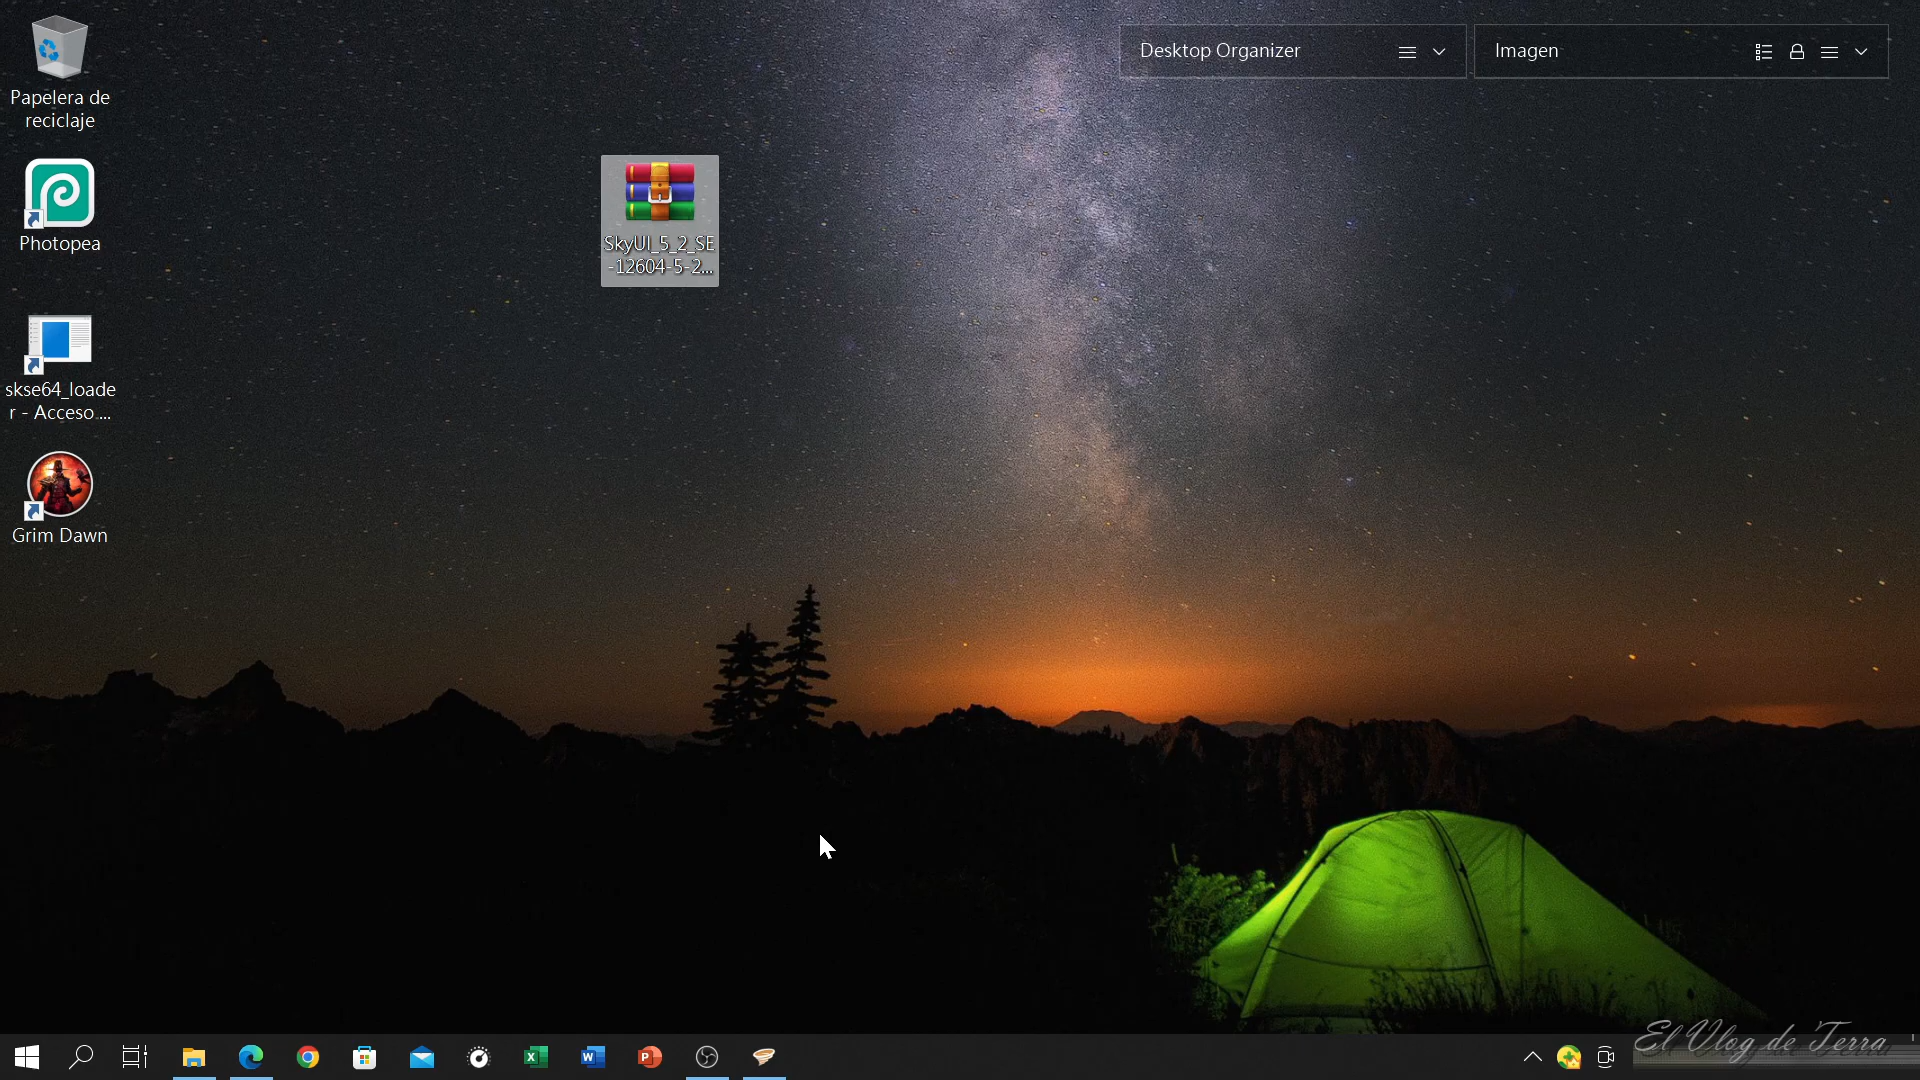 Papelera de
reciclaje
Photopea
skse64_loade
r - Acceso....
Grim Dawn
SkyUI_5_2_SE
-12604-5-2...
Desktop Organizer
Imagen
El Vlog de Terra